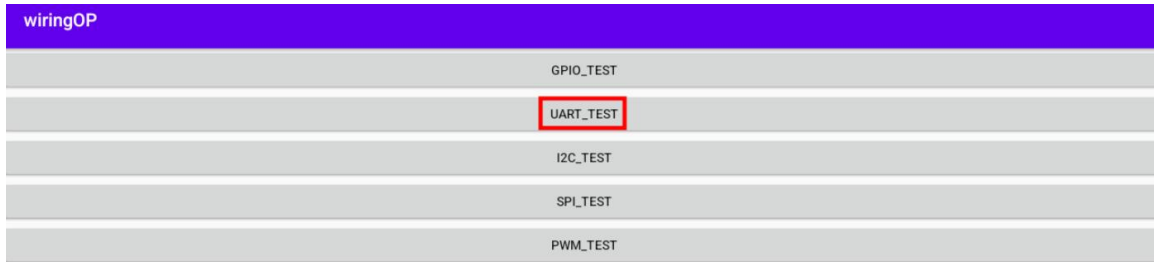 wiringOP
GPIO_TEST
UART_TEST
I2C_TEST
SPI_TEST
PWM_TEST